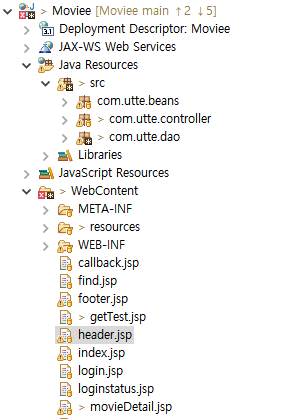 > Moviee [Moviee main ↑2 ↓5]
Deployment Descriptor: Moviee
JAX-WS Web Services
Java Resources
> src
com.utte.beans
> com.utte.controller
> com.utte.dao
Libraries
JavaScript Resources
> WebContent
META-INF
> resources
WEB-INF
callback.jsp
find.jsp
footer.jsp
> getTest.jsp
header.jsp
index.jsp
login.jsp
loginstatus.jsp
> movieDetail.jsp